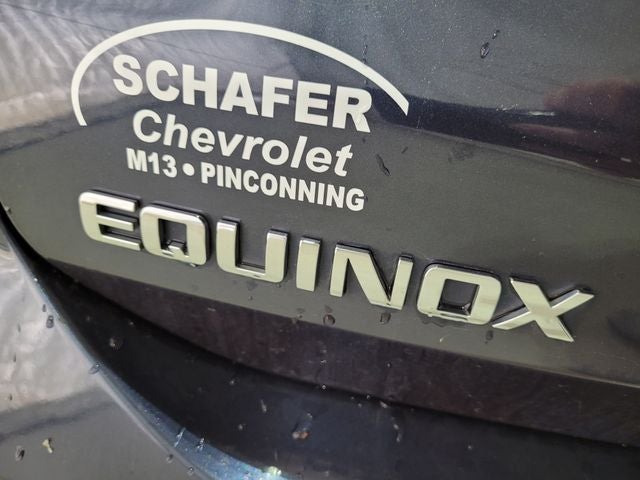 SCHAFER
Chevrolet
M13 • PINCONNING
EQUINOX